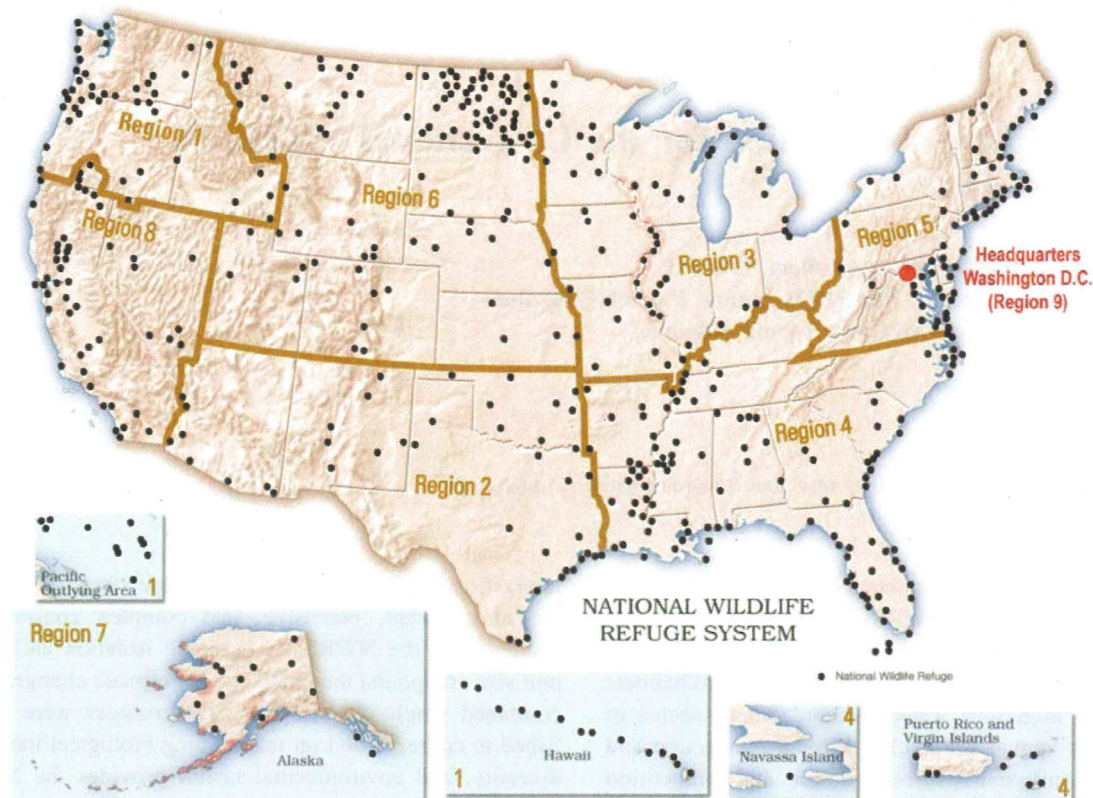 Region 1
Region 6
Region 8
Region 3
Region 5
Headquarters
Washington D.C.
(Region 9)
Region 4
Region 2
Pacific
Outlying Area 1
NATIONAL WILDLIFE
REFUGE SYSTEM
National Wildlife Refuge
Region 7
Alaska
1
Hawaii
4
Navassa Island
Puerto Rico and
Virgin Islands
4